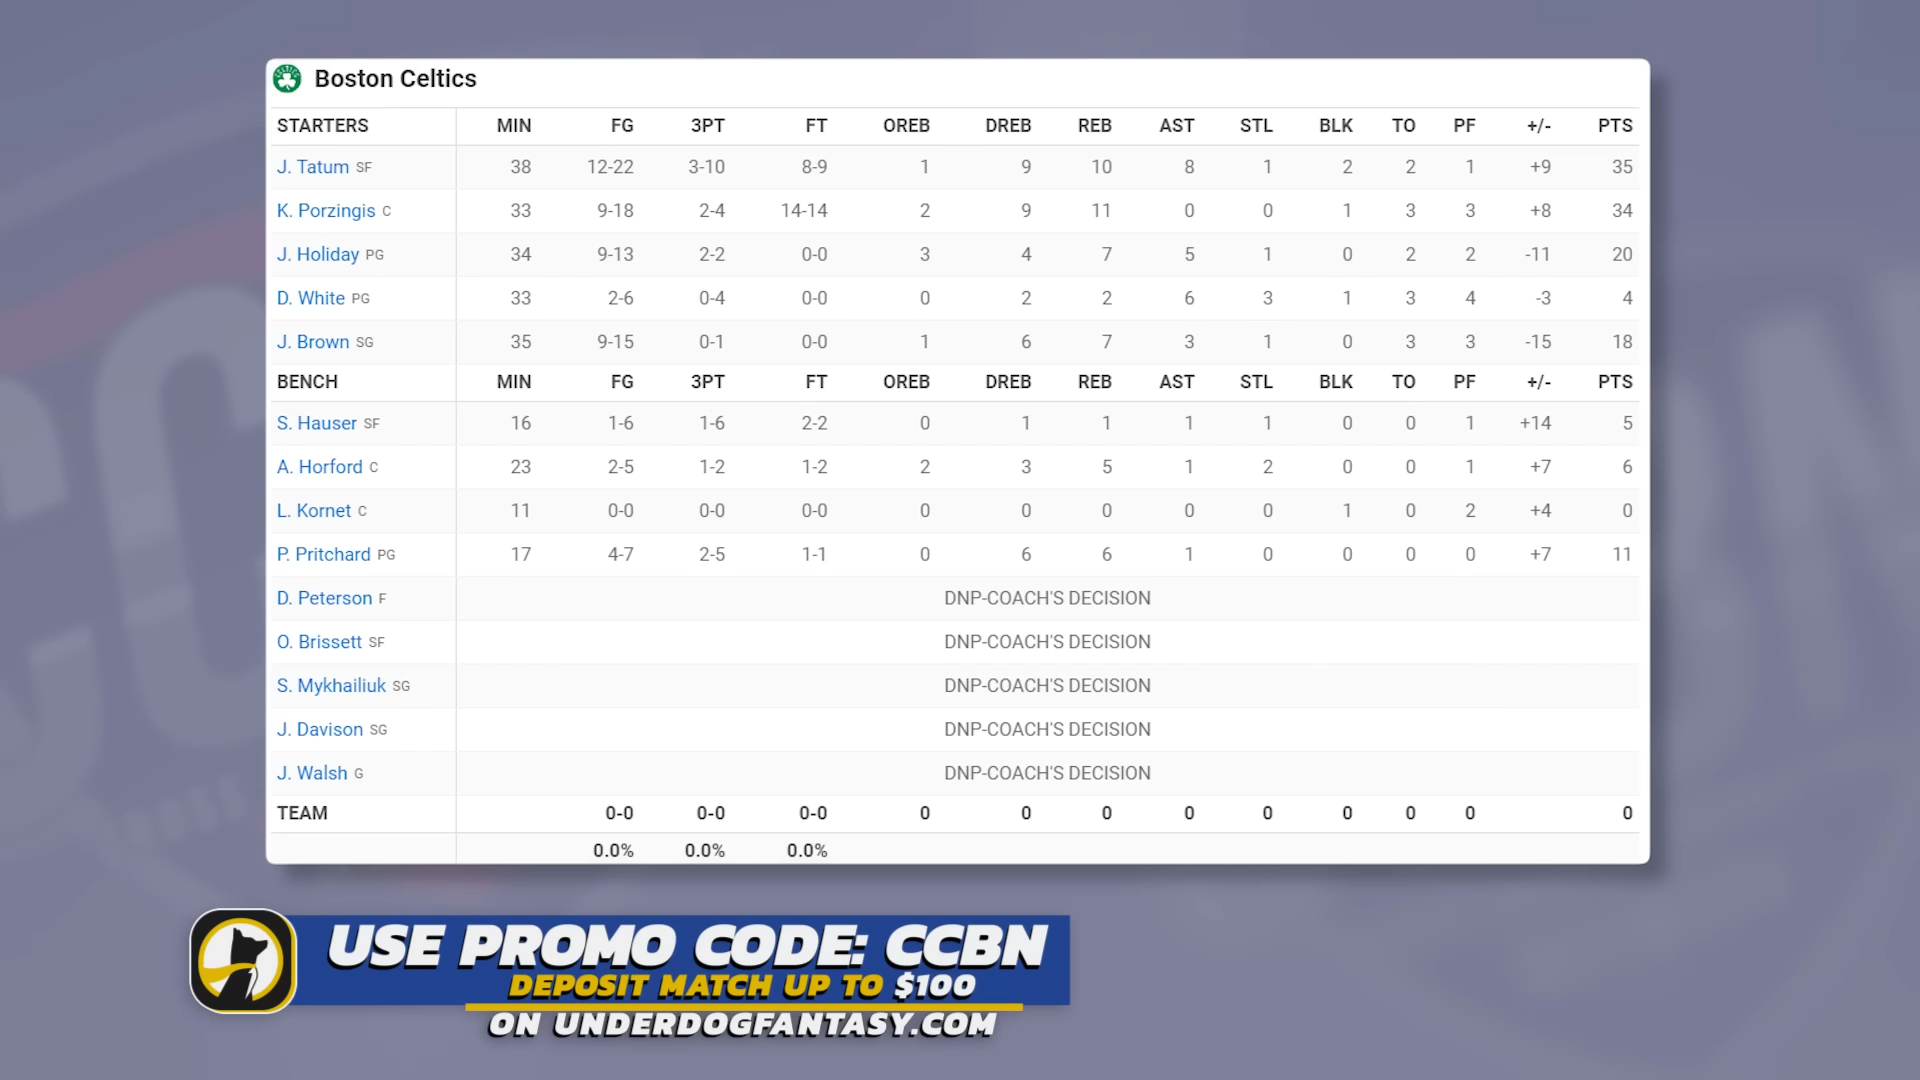 Boston Celtics
STARTERS MIN FG 3PT FT OREB DREB REB AST STL BLK TO PF +/- PTS
J. Tatum SF 38 12-22 3-10 8-9 1 9 10 8 1 2 2 1 +9 35
K. Porzingis C 33 9-18 2-4 14-14 2 9 11 0 0 1 3 3 +8 34
J. Holiday PG 34 9-13 2-2 0-0 3 4 7 5 1 0 2 2 -11 20
D. White PG 33 2-6 0-4 0-0 0 2 2 6 3 1 3 4 -3 4
J. Brown SG 35 9-15 0-1 0-0 1 6 7 3 1 0 3 3 -15 18
BENCH MIN FG 3PT FT OREB DREB REB AST STL BLK TO PF +/- PTS
S. Hauser SF 16 1-6 1-6 2-2 0 1 1 1 1 0 0 1 +14 5
A. Horford C 23 2-5 1-2 1-2 2 3 5 1 2 0 0 1 +7 6
L. Kornet C 11 0-0 0-0 0-0 0 0 0 0 0 1 0 2 +4 0
P. Pritchard PG 17 4-7 2-5 1-1 0 6 6 1 0 0 0 0 +7 11
D. Peterson F DNP-COACH'S DECISION
O. Brissett SF DNP-COACH'S DECISION
S. Mykhailiuk SG DNP-COACH'S DECISION
J. Davison SG DNP-COACH'S DECISION
J. Walsh G DNP-COACH'S DECISION
TEAM 0-0 0-0 0-0 0 0 0 0 0 0 0 0 0
0.0% 0.0% 0.0%
USE PROMO CODE: CCBN
DEPOSIT MATCH UP TO $100
ON UNDERDOGFANTASY.COM